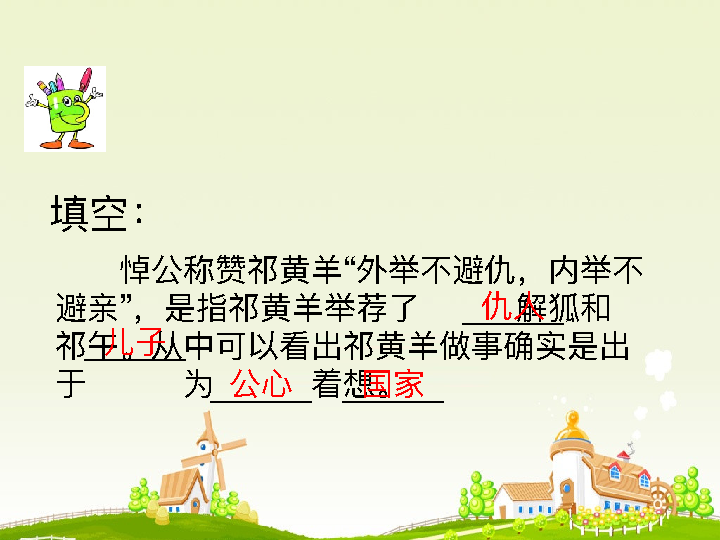 填空：
悼公称赞祁黄羊“外举不避仇，内举不
避亲”，是指祁黄羊举荐了仇人解狐和
儿子祁午。从中可以看出祁黄羊做事确实是出
于公心为国家着想。